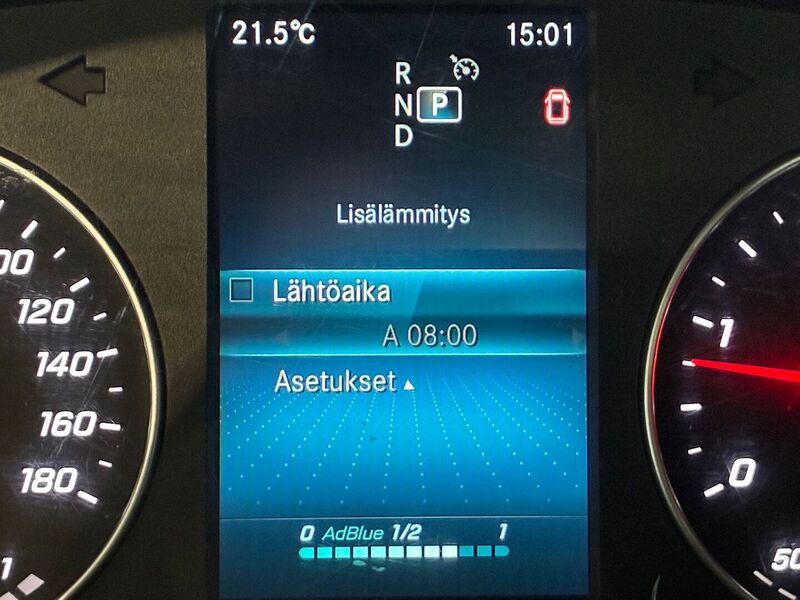 21.5°C 15:01
R
N P
D
Lisälämmitys
Lähtöaika
A 08:00
Asetukset
0 AdBlue 1/2 1
120
140
160
180
1
0